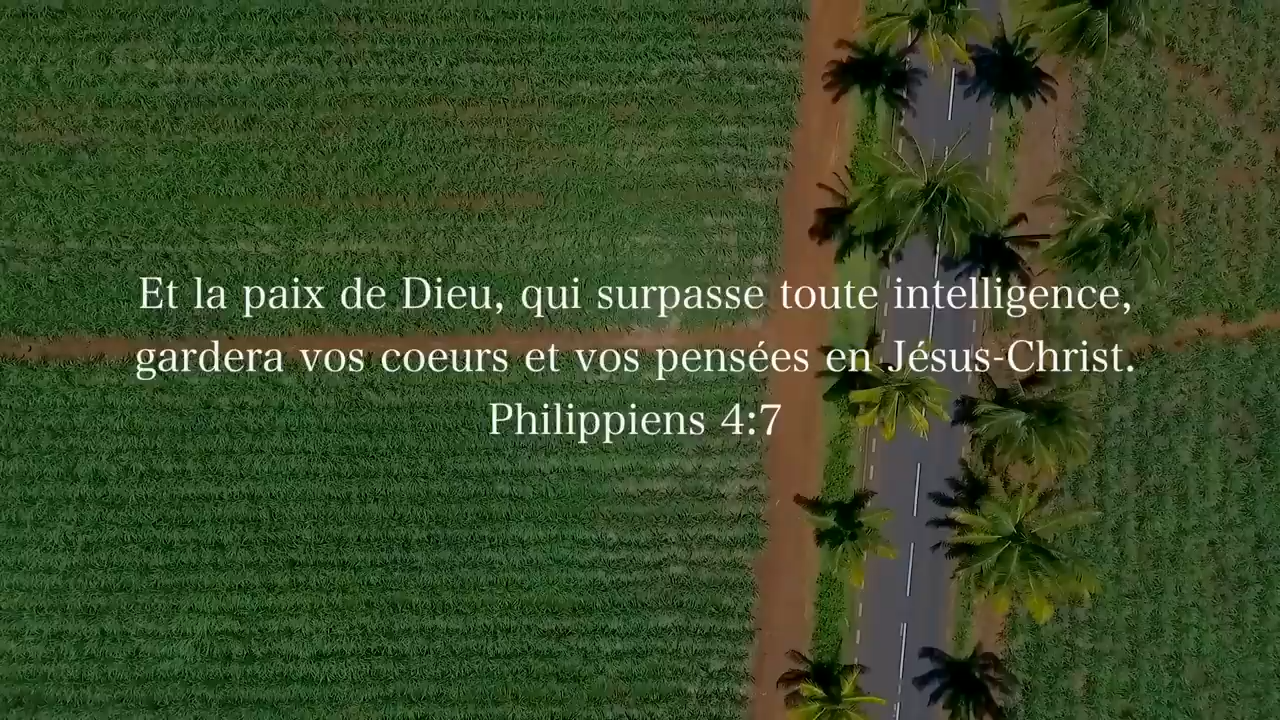 Et la paix de Dieu, qui surpasse toute intelligence,
gardera vos coeurs et vos pensées en Jésus-Christ.
Philippiens 4:7